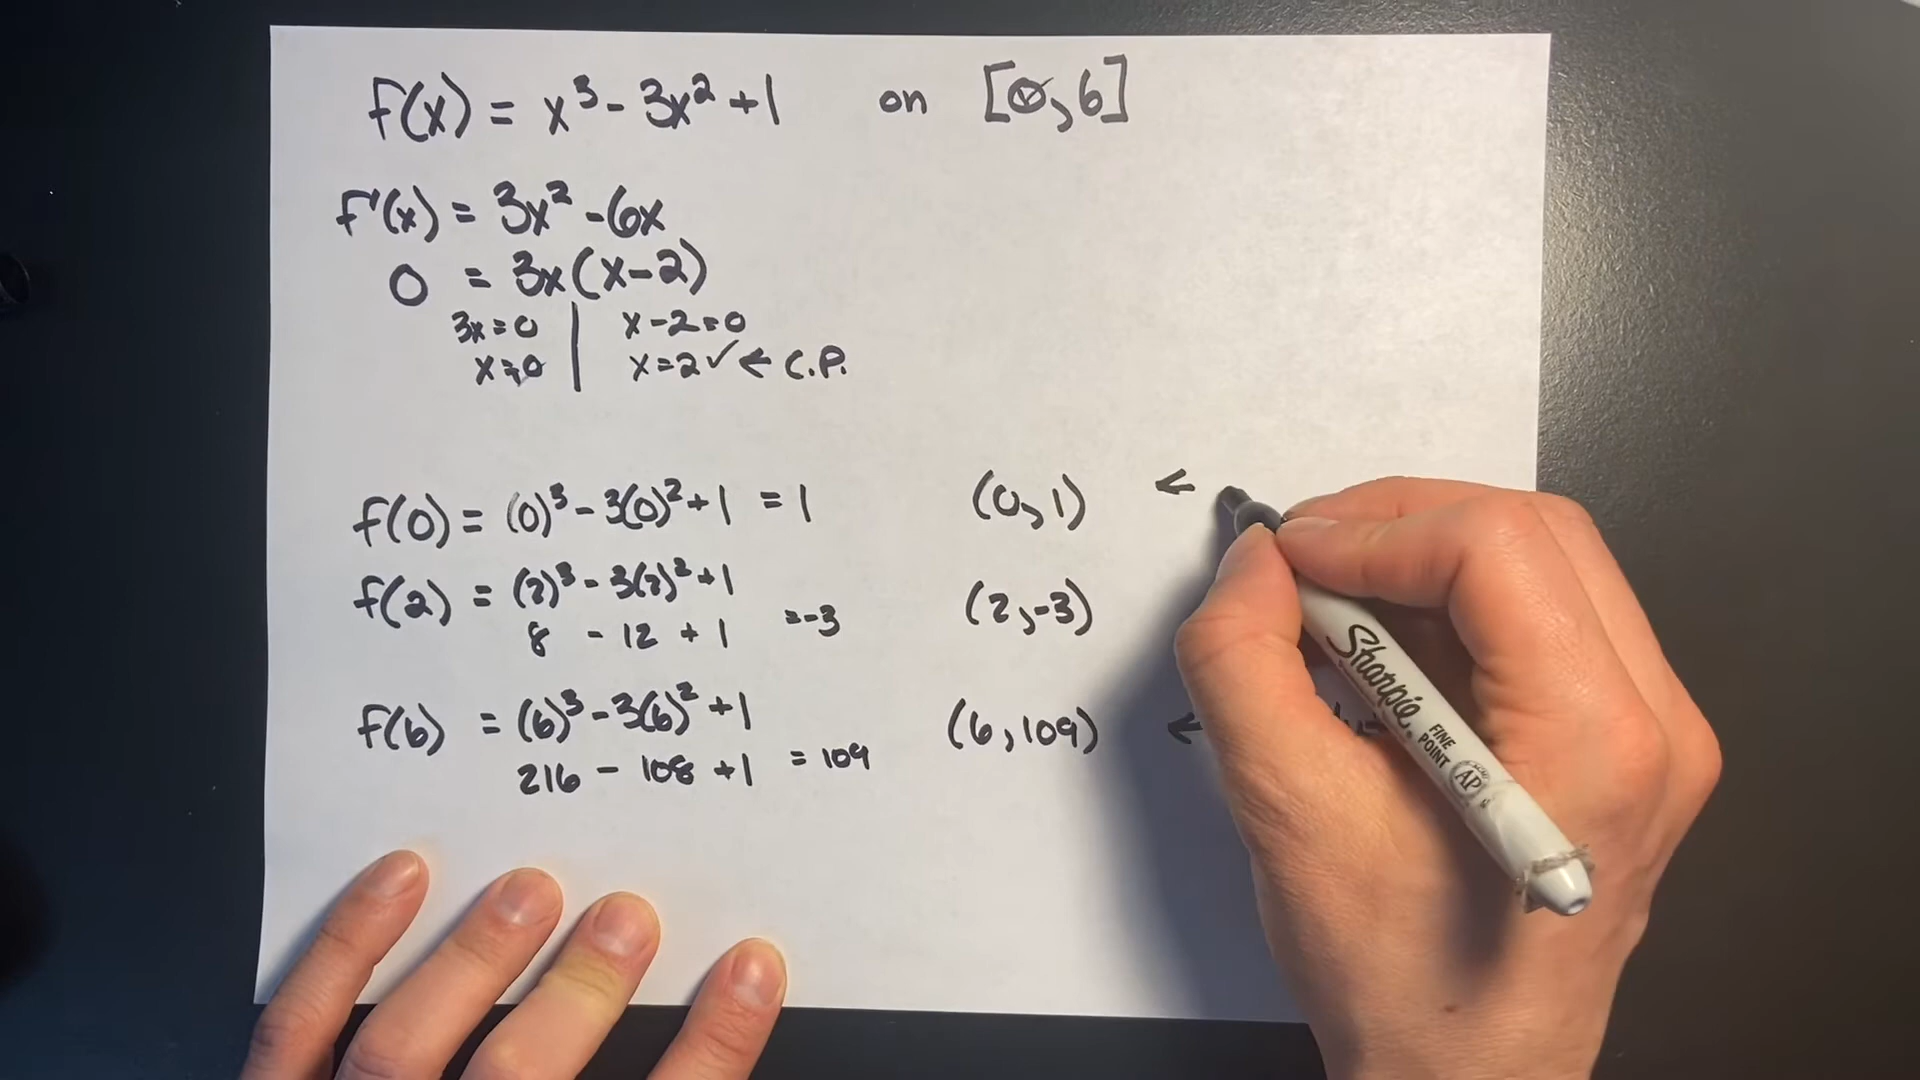 f(x) = x³ - 3x² + 1 on [0, 6]
f'(x) = 3x² - 6x
0 = 3x(x-2)
3x=0 | x-2=0
x=0 | x=2 ✓ ← C.P.
f(0) = (0)³ - 3(0)² + 1 = 1 (0, 1) ←
f(2) = (2)³ - 3(2)² + 1
8 - 12 + 1 = -3 (2, -3)
f(6) = (6)³ - 3(6)² + 1 (6, 109) ←
216 - 108 + 1 = 109
Sharpie.
FINE
POINT
AP